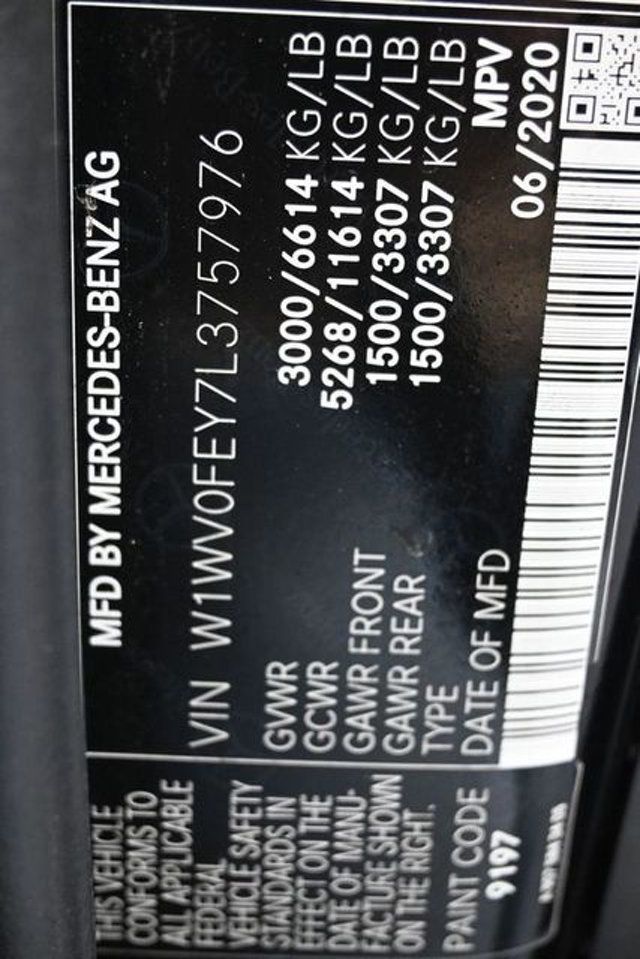 MFD BY MERCEDES-BENZ AG
VIN W1WV0FEY7L3757976
GVWR 3000/6614 KG/LB
GCWR 5268/11614 KG/LB
GAWR FRONT 1500/3307 KG/LB
GAWR REAR 1500/3307 KG/LB
TYPE MPV
DATE OF MFD 06/2020
THIS VEHICLE
CONFORMS TO
ALL APPLICABLE
FEDERAL
VEHICLE SAFETY
STANDARDS IN
EFFECT ON THE
DATE OF MANU-
FACTURE SHOWN
ON THE RIGHT.
PAINT CODE
9197